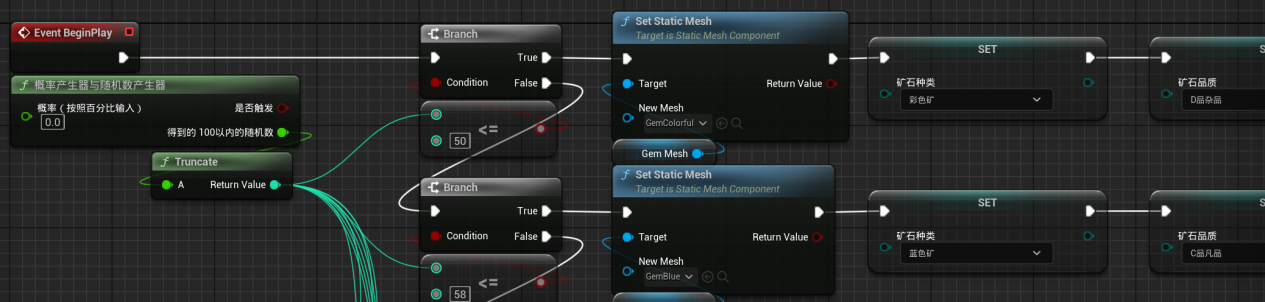 Event BeginPlay
概率产生器与随机数产生器
概率（按照百分比输入）
0.0
是否触发
得到的 100以内的随机数
Truncate
A
Return Value
Branch
True
Condition
False
<=
50
Set Static Mesh
Target is Static Mesh Component
Target
Return Value
New Mesh
GemColorful
Gem Mesh
SET
矿石种类
彩色矿
S
矿石品质
D品杂品
Branch
True
Condition
False
<=
58
Set Static Mesh
Target is Static Mesh Component
Target
Return Value
New Mesh
GemBlue
SET
矿石种类
蓝色矿
S
矿石品质
C品凡品